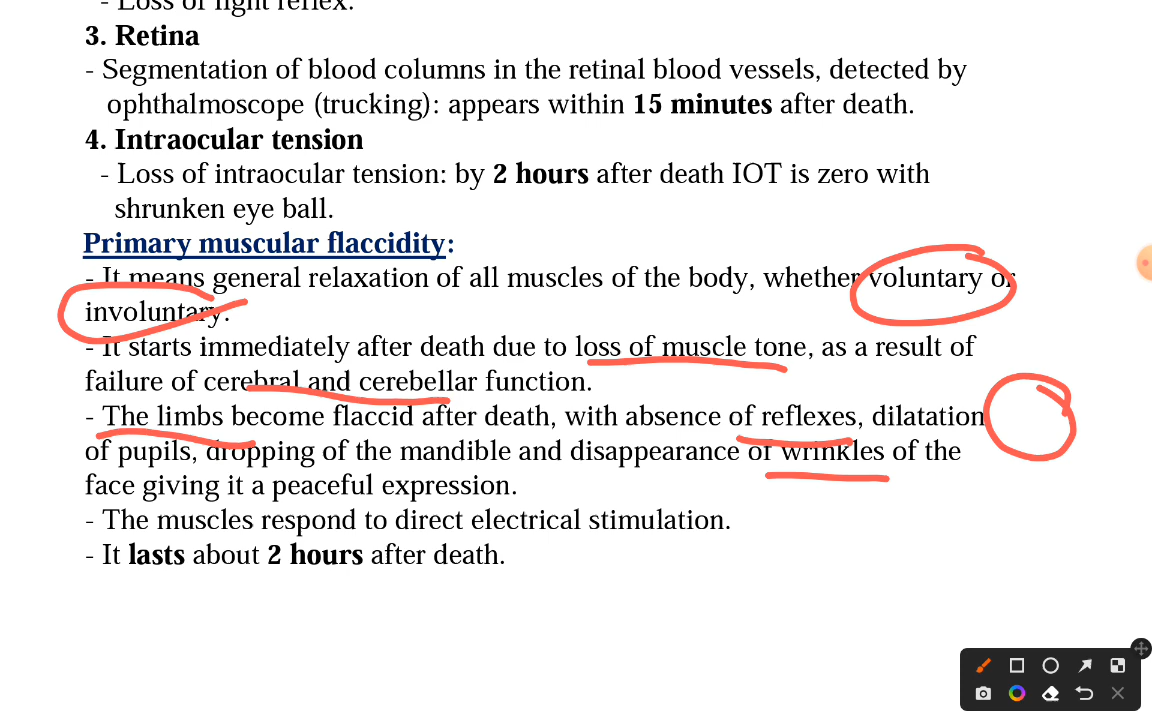 - Loss of light reflex.
3. Retina
- Segmentation of blood columns in the retinal blood vessels, detected by
ophthalmoscope (trucking): appears within 15 minutes after death.
4. Intraocular tension
- Loss of intraocular tension: by 2 hours after death IOT is zero with
shrunken eye ball.
Primary muscular flaccidity:
- It means general relaxation of all muscles of the body, whether voluntary or
involuntary.
- It starts immediately after death due to loss of muscle tone, as a result of
failure of cerebral and cerebellar function.
- The limbs become flaccid after death, with absence of reflexes, dilatation
of pupils, dropping of the mandible and disappearance of wrinkles of the
face giving it a peaceful expression.
- The muscles respond to direct electrical stimulation.
- It lasts about 2 hours after death.